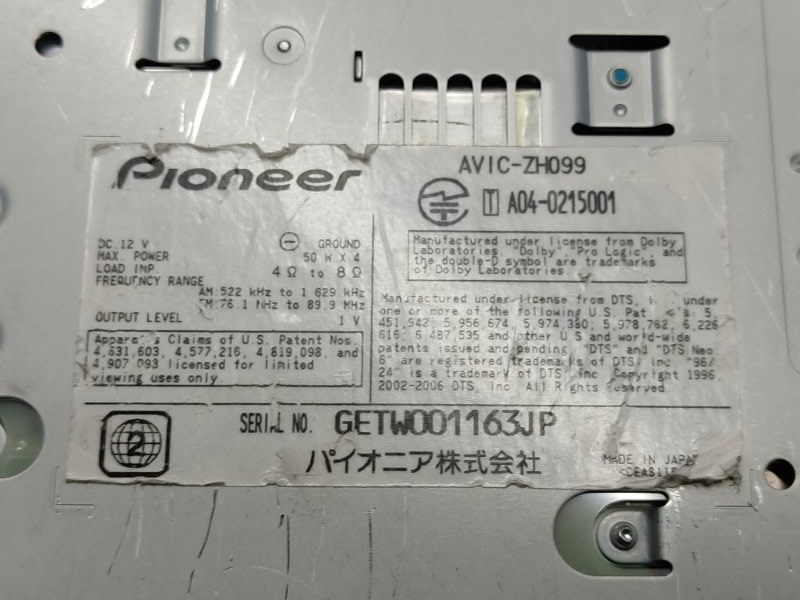 Pioneer
DC.12 V GROUND
MAX. POWER 50 W X 4
LOAD IMP. 4 Ω to 8 Ω
FREQUENCY RANGE
AM:522 kHz to 1 629 kHz
FM:76.1 MHz to 89.9 MHz
OUTPUT LEVEL 1 V
Apparatus Claims of U.S. Patent Nos.
4,631,603, 4,577,216, 4,819,098, and
4,907,093 licensed for limited
viewing uses only.
AVIC-ZH099
T A04-0215001
Manufactured under license from Dolby
Laboratories. "Dolby", "Pro Logic", and
the double-D symbol are trademarks
of Dolby Laboratories.
Manufactured under license from DTS, under
one or more of the following U.S. Pat. 's: 5
451,942; 5,956,674, 5,974,380; 5,978,762, 6,226
616; 6,487,535 and other U.S. and world-wide
patents issued and pending. "DTS" and "DTS Neo
6" are registered trademarks of DTS, Inc. "96/
24" is a trademark of DTS, Inc. Copyright 1996
2002-2006 DTS, Inc. All Rights Reserved.
2
SERIAL NO. GETW001163JP
パイオニア株式会社
MADE IN JAPAN